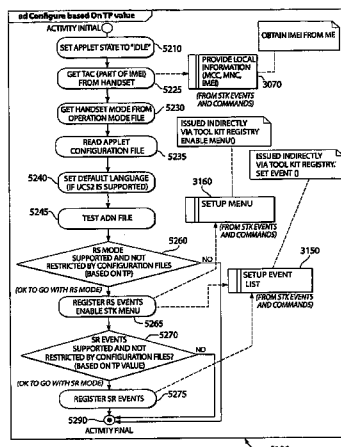 ad Configure based On TP value
ACTIVITY INITIAL
SET APPLET STATE TO "IDLE"
5210
GET TAC (PART OF IMEI)
FROM HANDSET
5225
GET HANDSET MODE FROM
OPERATION MODE FILE
5230
READ APPLET
CONFIGURATION FILE
5235
5240
SET DEFAULT LANGUAGE
(IF UCS2 IS SUPPORTED)
5245
TEST ADN FILE
5260
RS MODE
SUPPORTED AND NOT
RESTRICTED BY CONFIGURATION FILES
(BASED ON TP)
NO
(OK TO GO WITH RS MODE)
REGISTER RS EVENTS
ENABLE STK MENU
5265
5270
SR EVENTS
SUPPORTED AND NOT
RESTRICTED BY CONFIGURATION FILES?
(BASED ON TP VALUE)
NO
(OK TO GO WITH SR MODE)
REGISTER SR EVENTS
5275
5290
ACTIVITY FINAL
OBTAIN IMEI FROM ME
PROVIDE LOCAL
INFORMATION
(MCC, MNC,
IMEI)
3070
(FROM STK EVENTS
AND COMMANDS)
ISSUED INDIRECTLY
VIA TOOL KIT REGISTRY
ENABLE MENU()
ISSUED INDIRECTLY
VIA TOOL KIT REGISTRY.
SET EVENT ()
3160
SETUP MENU
(FROM STK EVENTS
AND COMMANDS)
3150
SETUP EVENT
LIST
(FROM STK EVENTS
AND COMMANDS)